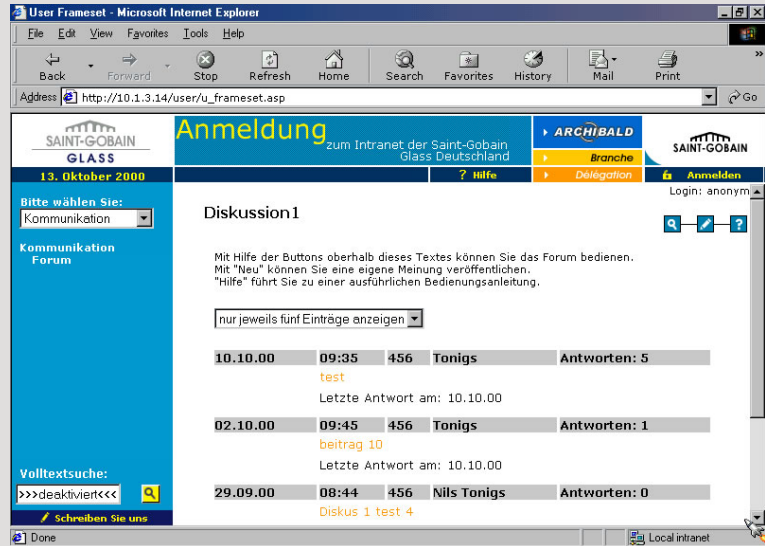 User Frameset - Microsoft Internet Explorer
File Edit View Favorites Tools Help
Back Forward Stop Refresh Home Search Favorites History Mail Print »
Address http://10.1.3.14/user/u_frameset.asp Go
SAINT-GOBAIN
GLASS
Anmeldung
zum Intranet der Saint-Gobain
Glass Deutschland
ARCHIBALD
Branche
SAINT-GOBAIN
13. Oktober 2000
? Hilfe
Délégation
Anmelden
Login: anonym
Bitte wählen Sie:
Kommunikation
Kommunikation
Forum
Diskussion1
?
Mit Hilfe der Buttons oberhalb dieses Textes können Sie das Forum bedienen.
Mit "Neu" können Sie eine eigene Meinung veröffentlichen.
"Hilfe" führt Sie zu einer ausführlichen Bedienungsanleitung.
nur jeweils fünf Einträge anzeigen
10.10.00 09:35 456 Tonigs Antworten: 5
test
Letzte Antwort am: 10.10.00
02.10.00 09:45 456 Tonigs Antworten: 1
beitrag 10
Letzte Antwort am: 10.10.00
29.09.00 08:44 456 Nils Tonigs Antworten: 0
Diskus 1 test 4
Volltextsuche:
>>>deaktiviert<<<
Schreiben Sie uns
Done
Local intranet